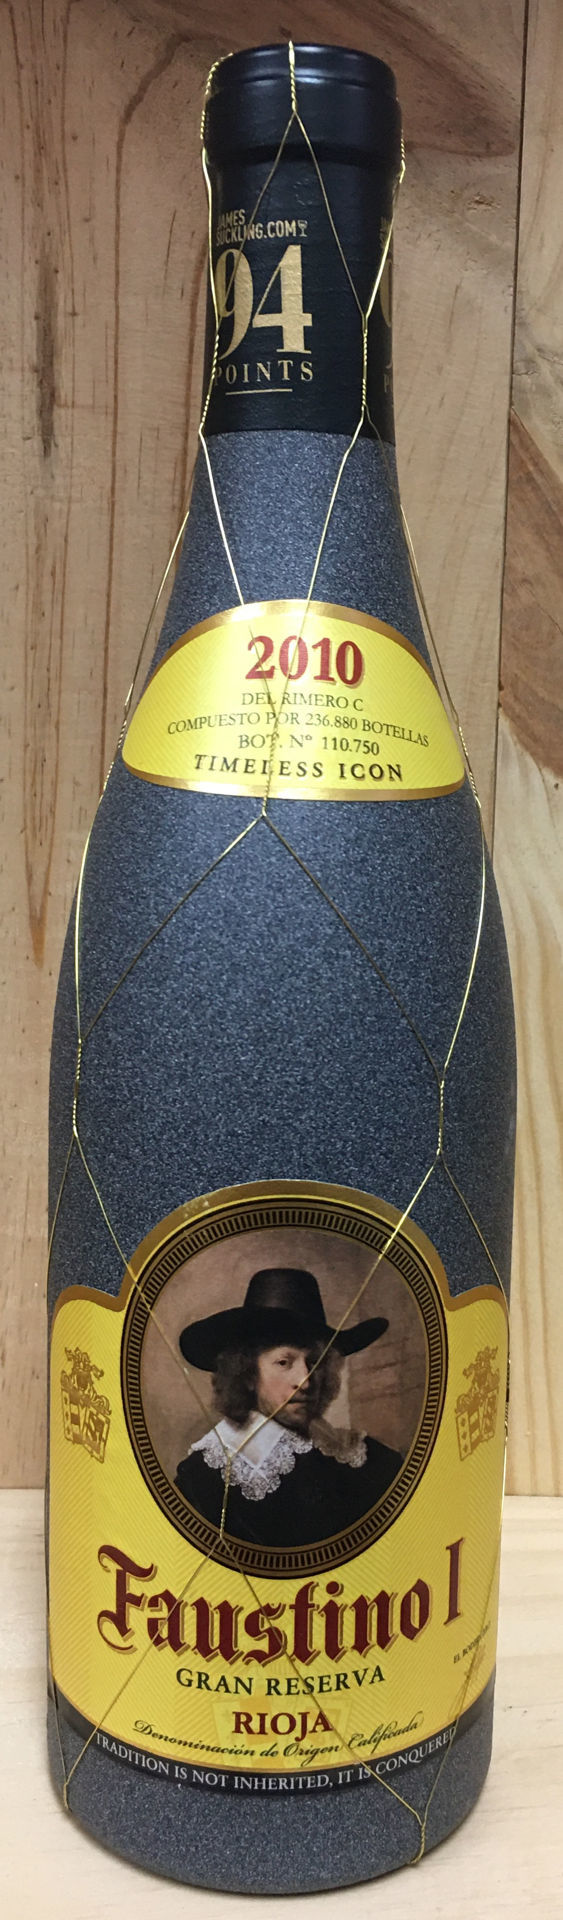 JAMES
SUCKLING.COM
94
POINTS
2010
DEL RIMERO C
COMPUESTO POR 236.880 BOTELLAS
BOT. Nº 110.750
TIMELESS ICON
Faustino I
GRAN RESERVA
RIOJA
Denominación de Origen Calificada
TRADITION IS NOT INHERITED, IT IS CONQUERED